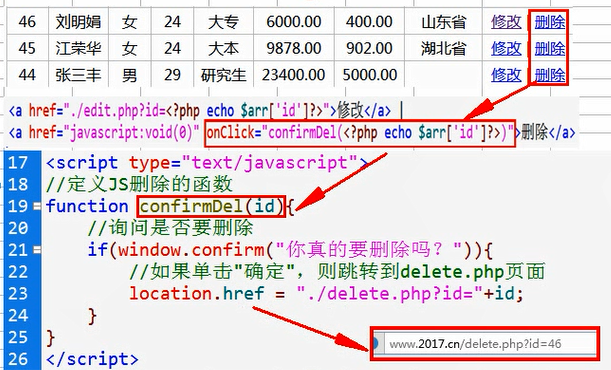 46 刘明娟 女 24 大专 6000.00 400.00 山东省 修改 | 删除
45 江荣华 女 24 大本 9878.00 902.00 湖北省 修改 | 删除
44 张三丰 男 29 研究生 23400.00 5000.00 修改 | 删除
<a href="./edit.php?id=<?php echo $arr['id']?>">修改</a> |
<a href="javascript:void(0)" onClick="confirmDel(<?php echo $arr['id']?>)">删除</a>
17 <script type="text/javascript">
18 //定义JS删除的函数
19 function confirmDel(id){
20 //询问是否要删除
21 if(window.confirm("你真的要删除吗？")){
22 //如果单击"确定"，则跳转到delete.php页面
23 location.href = "./delete.php?id="+id;
24 }
25 }
26 </script>
www.2017.cn/delete.php?id=46